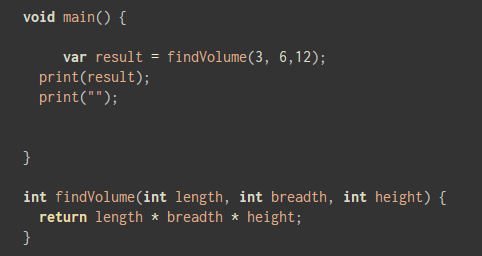 void main() {
var result = findVolume(3, 6,12);
print(result);
print("");
}
int findVolume(int length, int breadth, int height) {
return length * breadth * height;
}